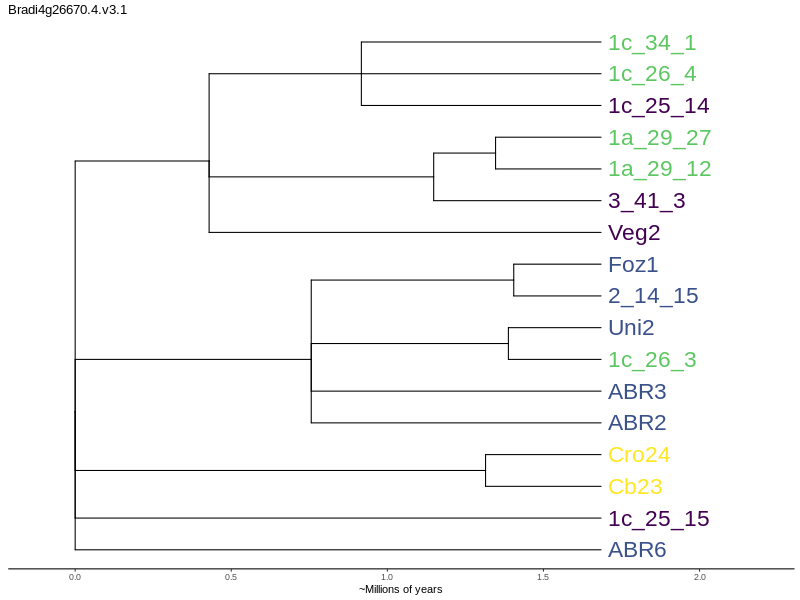 Bradi4g26670.4.v3.1
1c_34_1
1c_26_4
1c_25_14
1a_29_27
1a_29_12
3_41_3
Veg2
Foz1
2_14_15
Uni2
1c_26_3
ABR3
ABR2
Cro24
Cb23
1c_25_15
ABR6
0.0 0.5 1.0 1.5 2.0
~Millions of years